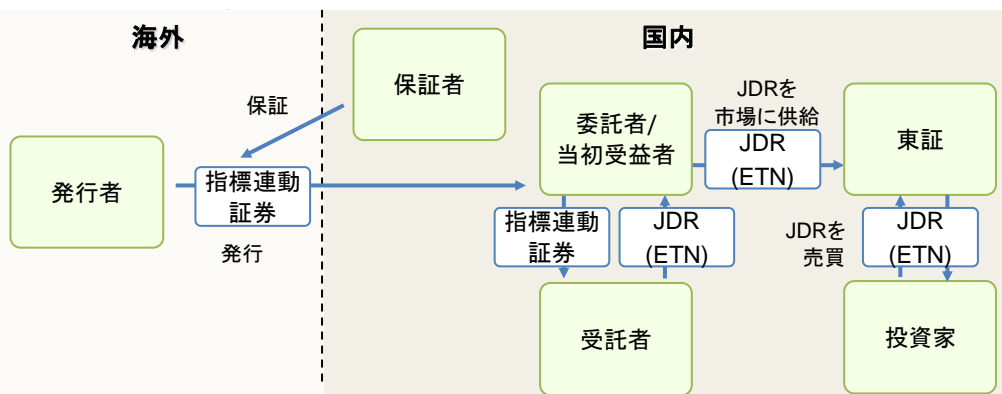 海外
国内
保証者
保証
発行者
指標連動
証券
発行
委託者/
当初受益者
JDRを
市場に供給
JDR
(ETN)
東証
指標連動
証券
JDR
(ETN)
JDRを
売買
JDR
(ETN)
受託者
投資家